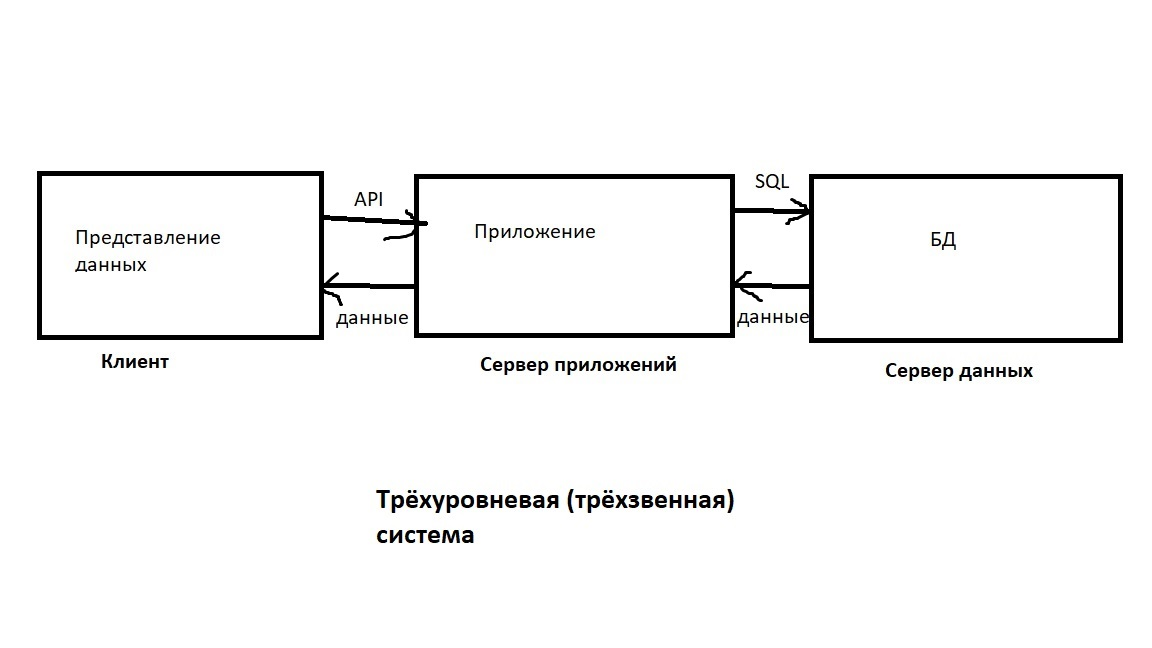 API
SQL
Представление
данных
Приложение
БД
данные
данные
Клиент
Сервер приложений
Сервер данных
Трёхуровневая (трёхзвенная)
система